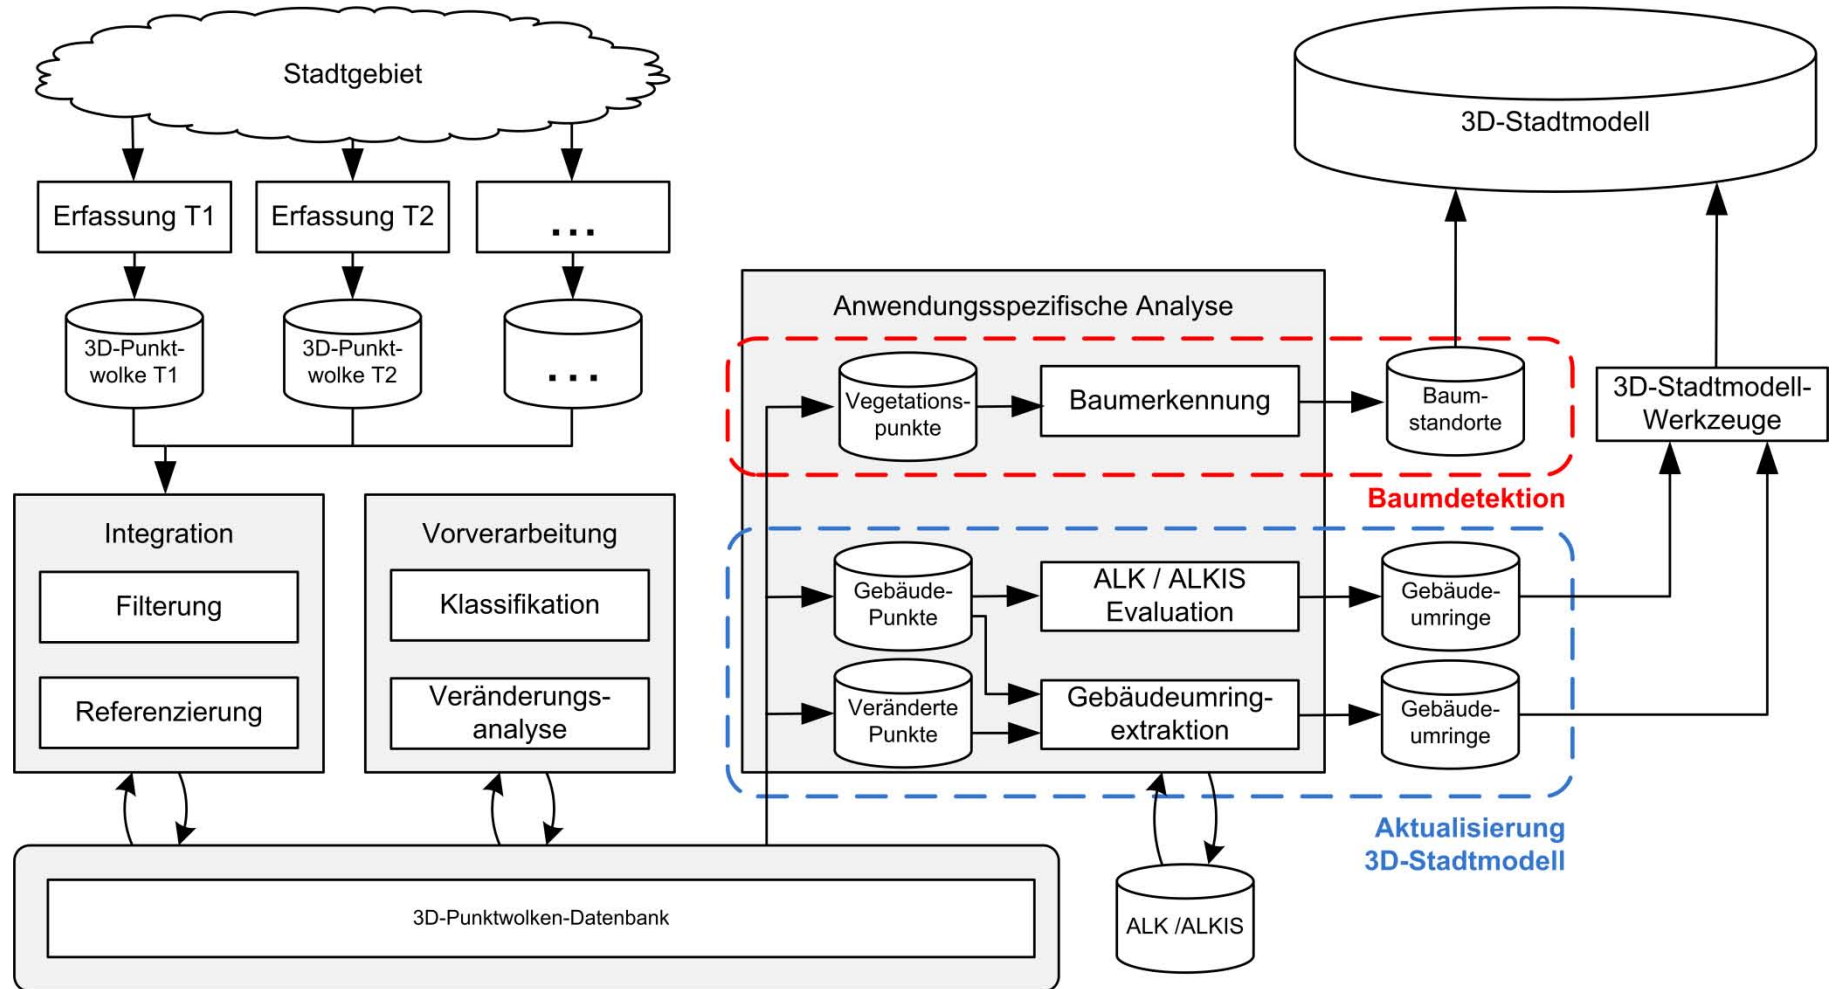 Stadtgebiet
3D-Stadtmodell
Erfassung T1
Erfassung T2
...
3D-Punkt-
wolke T1
3D-Punkt-
wolke T2
...
Anwendungsspezifische Analyse
Vegetations-
punkte
Baumerkennung
Baum-
standorte
3D-Stadtmodell-
Werkzeuge
Baumdetektion
Integration
Filterung
Referenzierung
Vorverarbeitung
Klassifikation
Veränderungs-
analyse
Gebäude-
Punkte
ALK / ALKIS
Evaluation
Gebäude-
umringe
Veränderte
Punkte
Gebäudeumring-
extraktion
Gebäude-
umringe
Aktualisierung
3D-Stadtmodell
3D-Punktwolken-Datenbank
ALK /ALKIS